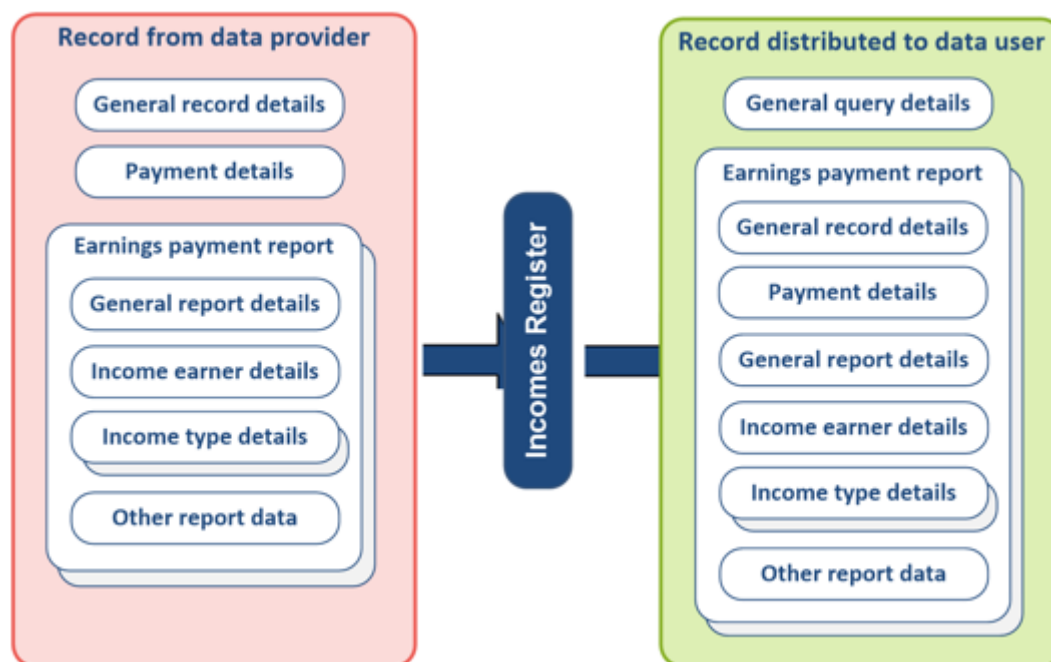 Record from data provider
General record details
Payment details
Earnings payment report
General report details
Income earner details
Income type details
Other report data
Incomes Register
Record distributed to data user
General query details
Earnings payment report
General record details
Payment details
General report details
Income earner details
Income type details
Other report data